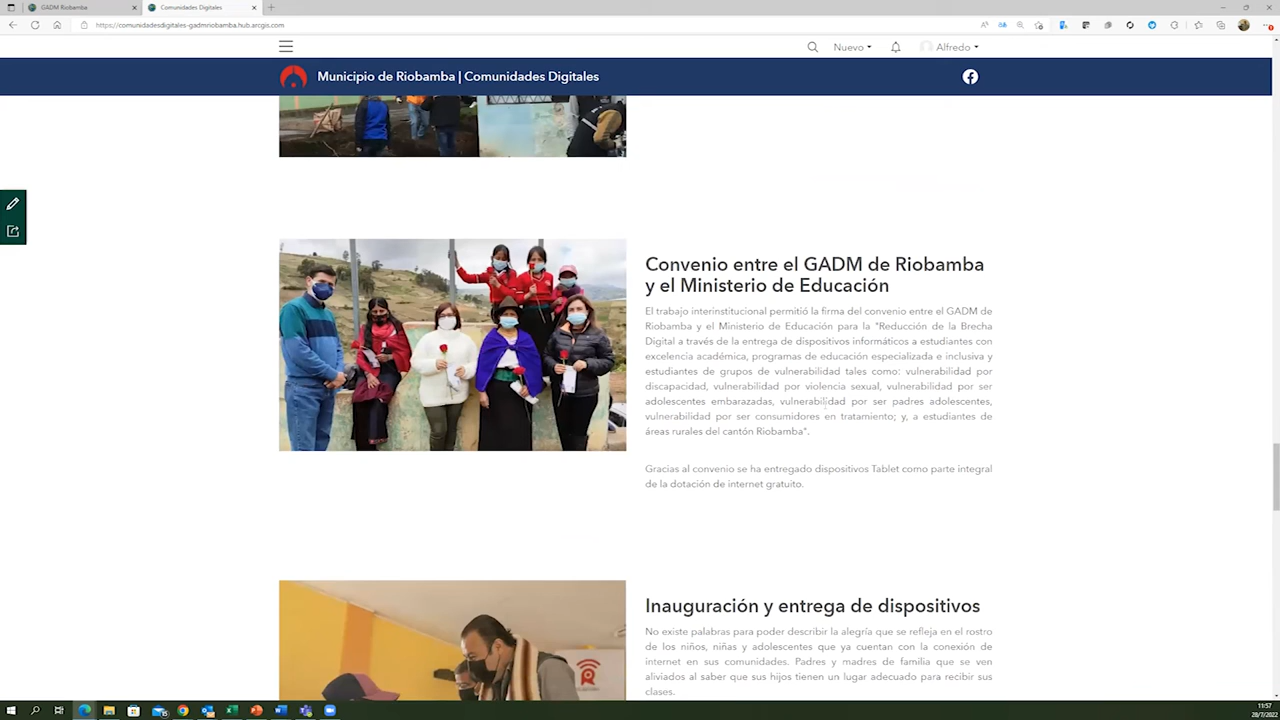 GADM Riobamba
Comunidades Digitales
https://comunidadesdigitales-gadmriobamba.hub.arcgis.com
Nuevo
Alfredo
Municipio de Riobamba | Comunidades Digitales
Convenio entre el GADM de Riobamba
y el Ministerio de Educación
El trabajo interinstitucional permitió la firma del convenio entre el GADM de
Riobamba y el Ministerio de Educación para la "Reducción de la Brecha
Digital a través de la entrega de dispositivos informáticos a estudiantes con
excelencia académica, programas de educación especializada e inclusiva y
estudiantes de grupos de vulnerabilidad tales como: vulnerabilidad por
discapacidad, vulnerabilidad por violencia sexual, vulnerabilidad por ser
adolescentes embarazadas, vulnerabilidad por ser padres adolescentes,
vulnerabilidad por ser consumidores en tratamiento; y, a estudiantes de
áreas rurales del cantón Riobamba".
Gracias al convenio se ha entregado dispositivos Tablet como parte integral
de la dotación de internet gratuito.
Inauguración y entrega de dispositivos
No existe palabras para poder describir la alegría que se refleja en el rostro
de los niños, niñas y adolescentes que ya cuentan con la conexión de
internet en sus comunidades. Padres y madres de familia que se ven
aliviados al saber que sus hijos tienen un lugar adecuado para recibir sus
clases.
11:57
28/7/2022